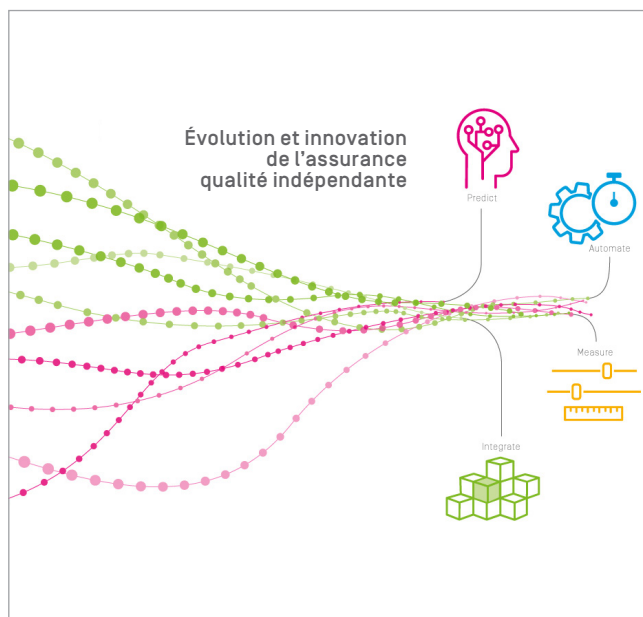 Évolution et innovation
de l'assurance
qualité indépendante
Predict
Automate
Measure
Integrate